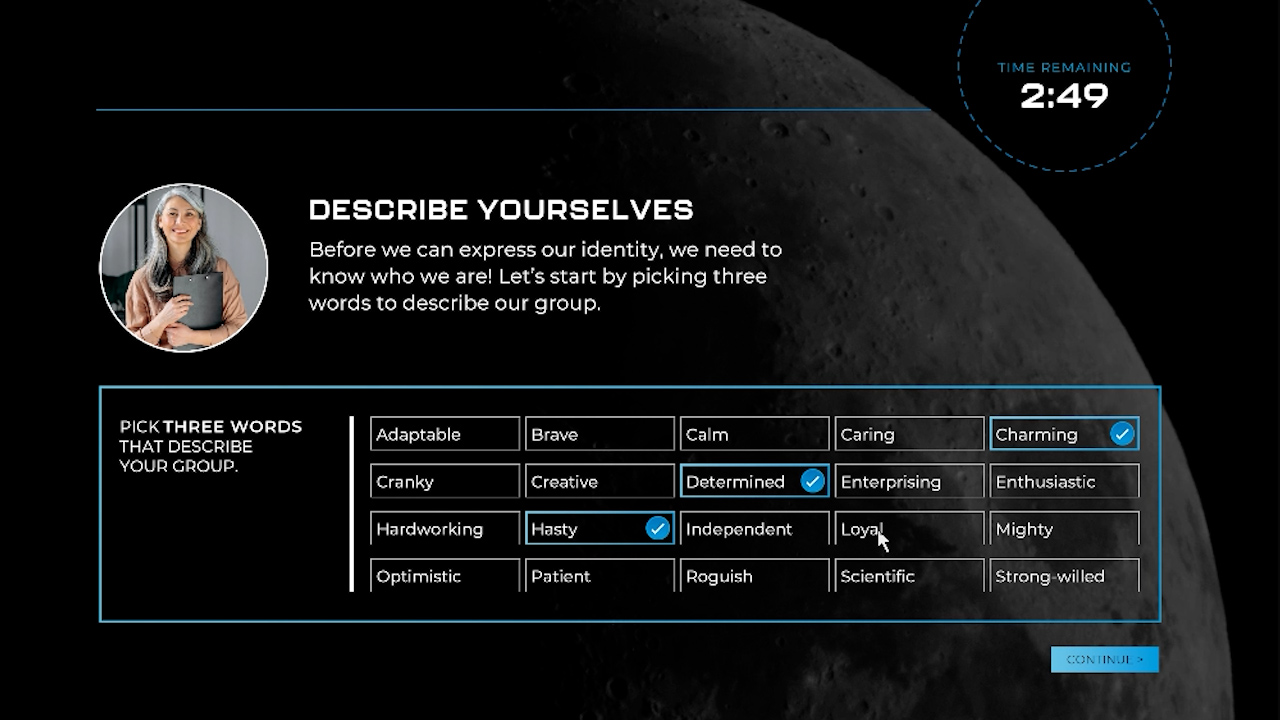 TIME REMAINING
2:49
DESCRIBE YOURSELVES
Before we can express our identity, we need to
know who we are! Let's start by picking three
words to describe our group.
PICK THREE WORDS
THAT DESCRIBE
YOUR GROUP.
Adaptable Brave Calm Caring Charming
Cranky Creative Determined Enterprising Enthusiastic
Hardworking Hasty Independent Loyal Mighty
Optimistic Patient Roguish Scientific Strong-willed
CONTINUE >